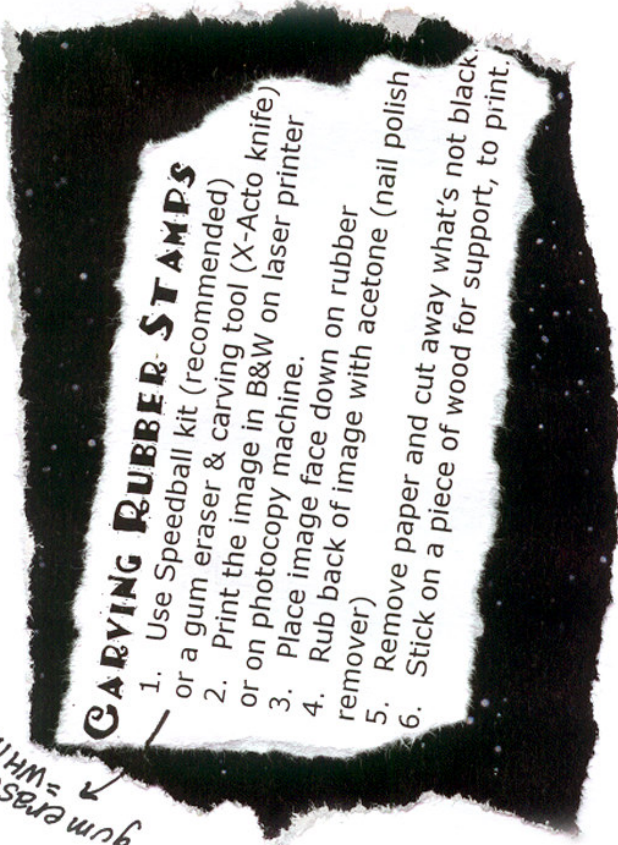 CARVING RUBBER STAMPS
1. Use Speedball kit (recommended)
or a gum eraser & carving tool (X-Acto knife)
2. Print the image in B&W on laser printer
or on photocopy machine.
3. Place image face down on rubber
4. Rub back of image with acetone (nail polish
remover)
5. Remove paper and cut away what's not black.
6. Stick on a piece of wood for support, to print.
gum
=